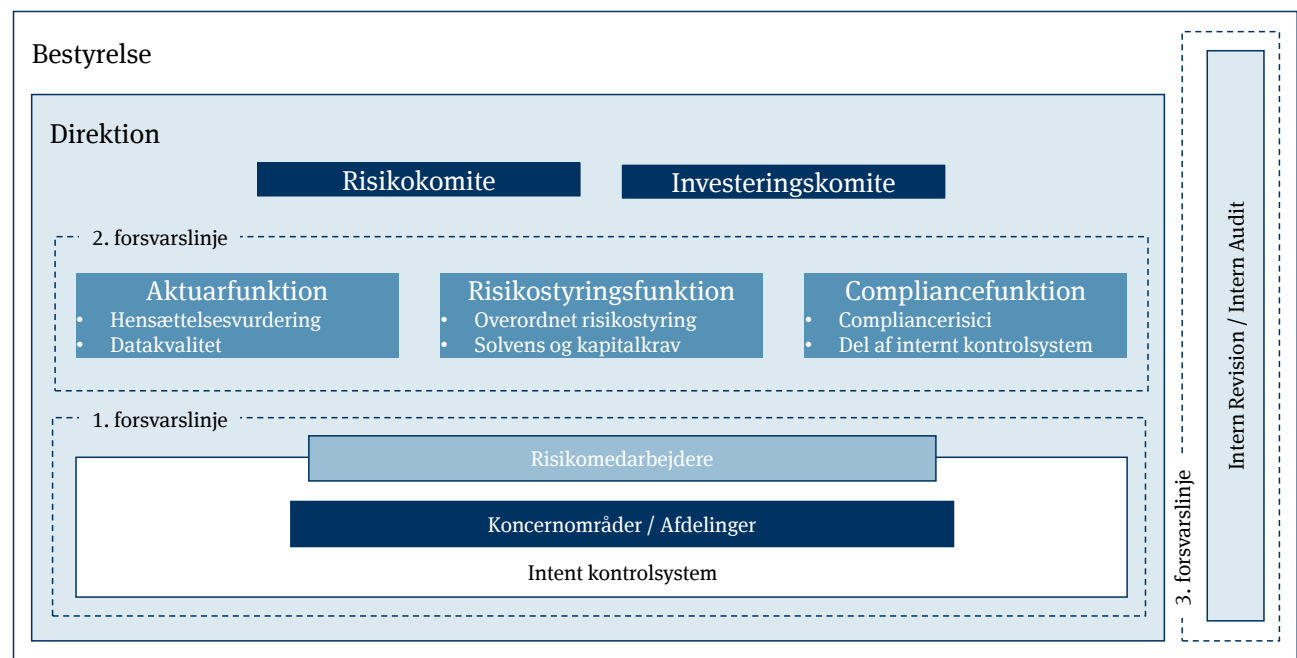 Bestyrelse
Direktion
Risikokomite
Investeringskomite
2. forsvarslinje
Aktuarfunktion
• Hensættelsesvurdering
• Datakvalitet
Risikostyringsfunktion
• Overordnet risikostyring
• Solvens og kapitalkrav
Compliancefunktion
• Compliancerisici
• Del af internt kontrolsystem
1. forsvarslinje
Risikomedarbejdere
Koncernområder / Afdelinger
Intent kontrolsystem
3. forsvarslinje
Intern Revision / Intern Audit